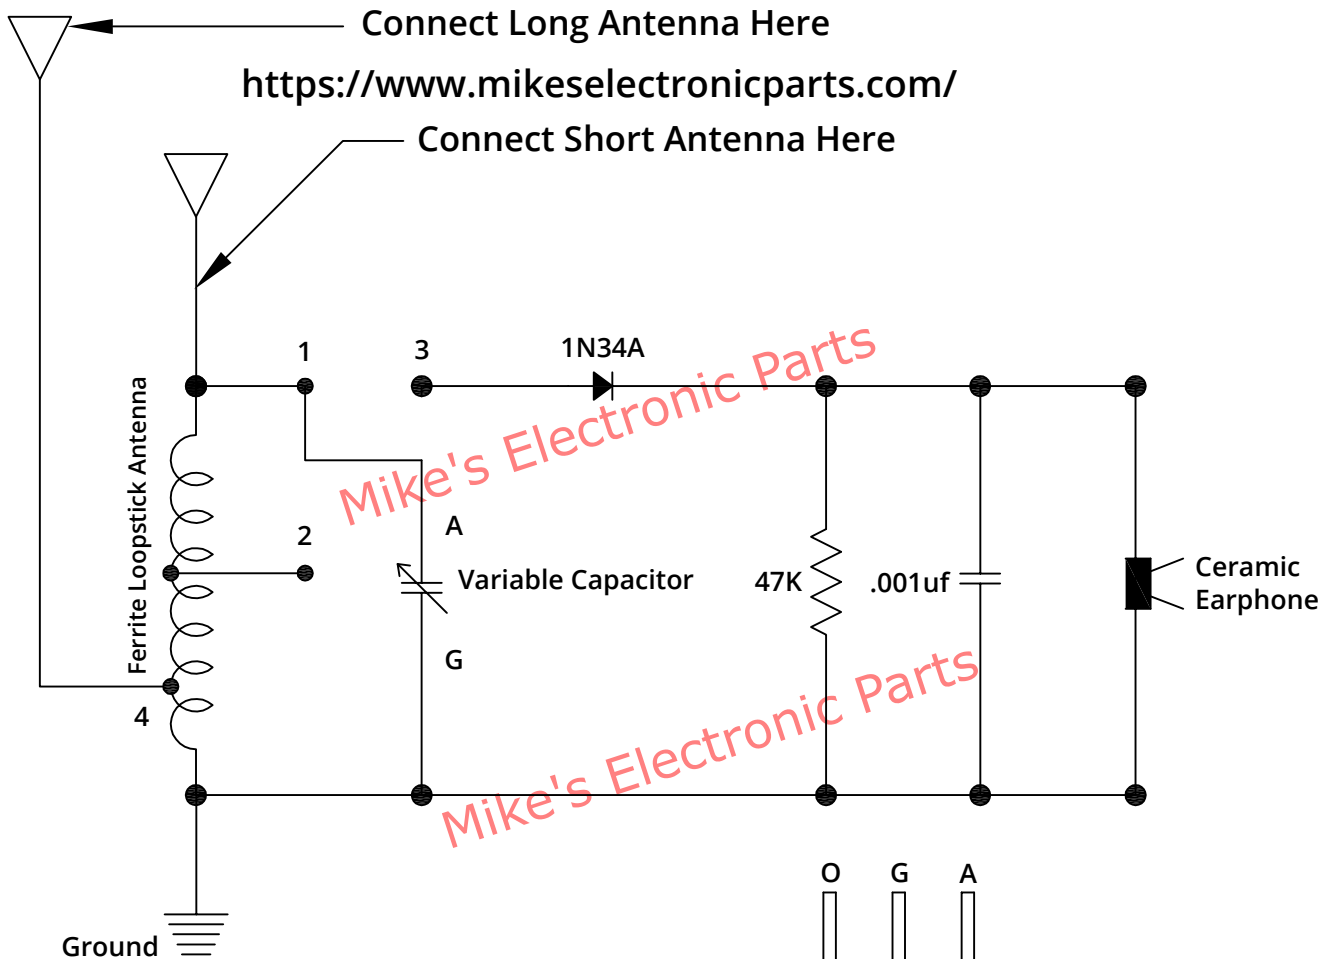 Connect Long Antenna Here
https://www.mikeselectronicparts.com/
Connect Short Antenna Here
1
3
1N34A
Mike's Electronic Parts
Ferrite Loopstick Antenna
A
2
Variable Capacitor
47K
.001uf
Ceramic
Earphone
G
4
Mike's Electronic Parts
O G A
Ground